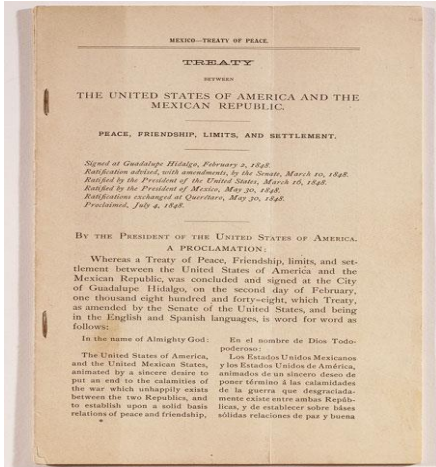 MEXICO—TREATY OF PEACE.
TREATY
BETWEEN
THE UNITED STATES OF AMERICA AND THE
MEXICAN REPUBLIC.
PEACE, FRIENDSHIP, LIMITS, AND SETTLEMENT.
Signed at Guadalupe Hidalgo, February 2, 1848.
Ratification advised, with amendments, by the Senate, March 10, 1848.
Ratified by the President of the United States, March 16, 1848.
Ratified by the President of Mexico, May 30, 1848.
Ratifications exchanged at Querétaro, May 30, 1848.
Proclaimed, July 4, 1848.
BY THE PRESIDENT OF THE UNITED STATES OF AMERICA.
A PROCLAMATION:
Whereas a Treaty of Peace, Friendship, limits, and set-
tlement between the United States of America and the
Mexican Republic, was concluded and signed at the City
of Guadalupe Hidalgo, on the second day of February,
one thousand eight hundred and forty-eight, which Treaty,
as amended by the Senate of the United States, and being
in the English and Spanish languages, is word for word as
follows:
In the name of Almighty God:
The United States of America,
and the United Mexican States,
animated by a sincere desire to
put an end to the calamities of
the war which unhappily exists
between the two Republics, and
to establish upon a solid basis
relations of peace and friendship,
En el nombre de Dios Todo-
poderoso:
Los Estados Unidos Mexicanos
y los Estados Unidos de América,
animados de un sincero deseo de
poner término á las calamidades
de la guerra que desgraciada-
mente existe entre ambas Repúb-
licas, y de establecer sobre báses
sólidas relaciones de paz y buena